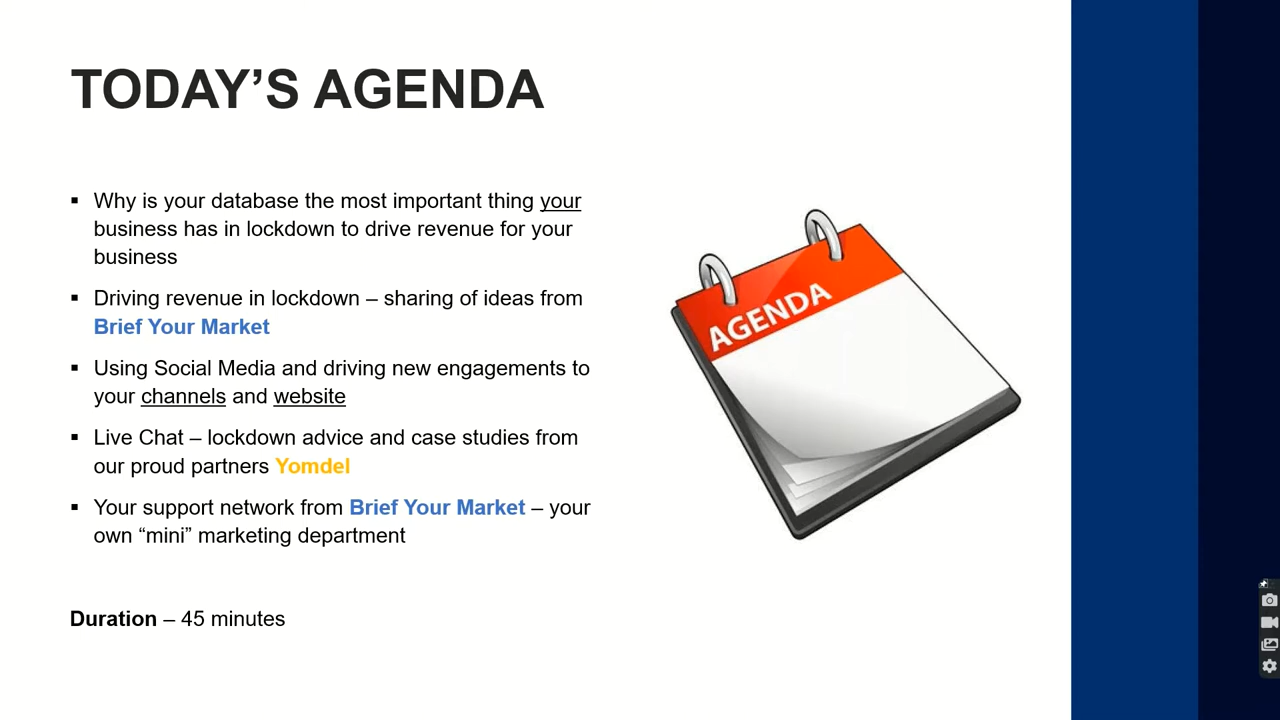 TODAY’S AGENDA
▪ Why is your database the most important thing your
business has in lockdown to drive revenue for your
business
▪ Driving revenue in lockdown – sharing of ideas from
Brief Your Market
▪ Using Social Media and driving new engagements to
your channels and website
▪ Live Chat – lockdown advice and case studies from
our proud partners Yomdel
▪ Your support network from Brief Your Market – your
own “mini” marketing department
Duration – 45 minutes
AGENDA